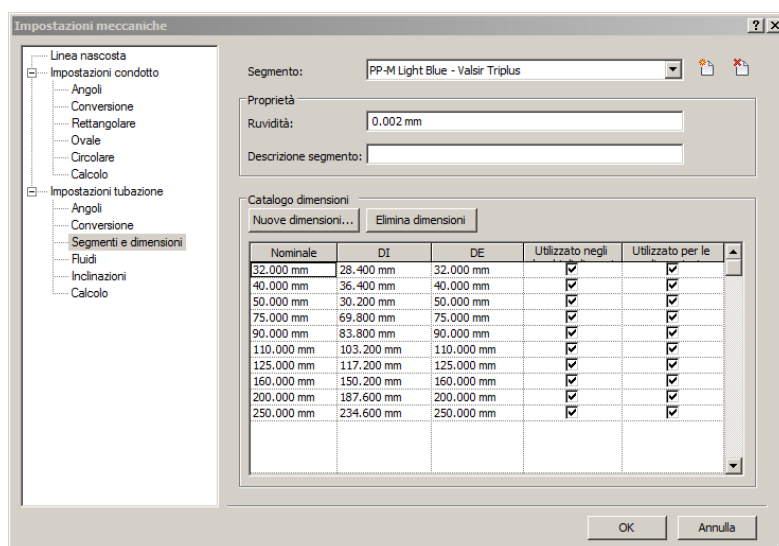 Impostazioni meccaniche
Linea nascosta
Impostazioni condotto
Angoli
Conversione
Rettangolare
Ovale
Circolare
Calcolo
Impostazioni tubazione
Angoli
Conversione
Segmenti e dimensioni
Fluidi
Inclinazioni
Calcolo
Segmento: PP-M Light Blue - Valsir Triplus
Proprietà
Ruvidità: 0.002 mm
Descrizione segmento:
Catalogo dimensioni
Nuove dimensioni... Elimina dimensioni
Nominale DI DE Utilizzato negli Utilizzato per le
32.000 mm 28.400 mm 32.000 mm
40.000 mm 36.400 mm 40.000 mm
50.000 mm 30.200 mm 50.000 mm
75.000 mm 69.800 mm 75.000 mm
90.000 mm 83.800 mm 90.000 mm
110.000 mm 103.200 mm 110.000 mm
125.000 mm 117.200 mm 125.000 mm
160.000 mm 150.200 mm 160.000 mm
200.000 mm 187.600 mm 200.000 mm
250.000 mm 234.600 mm 250.000 mm
OK Annulla